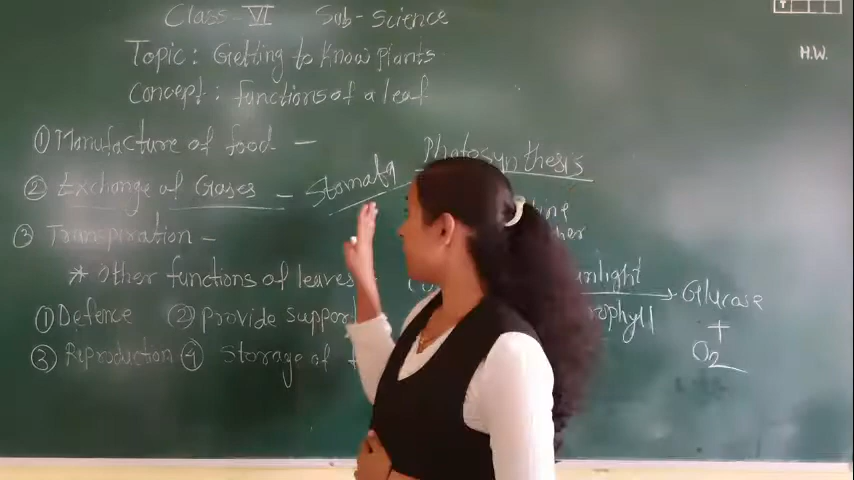 Class-VI Sub-Science
T
H.W.
Topic: Getting to Know Plants
Concept: functions of a leaf
① Manufacture of food —
Photosynthesis
② Exchange of Gases — Stomata
③ Transpiration —
* Other functions of leaves
① Defence ② Provide Support
③ Reproduction ④ Storage of
→ Glucose
+
O2